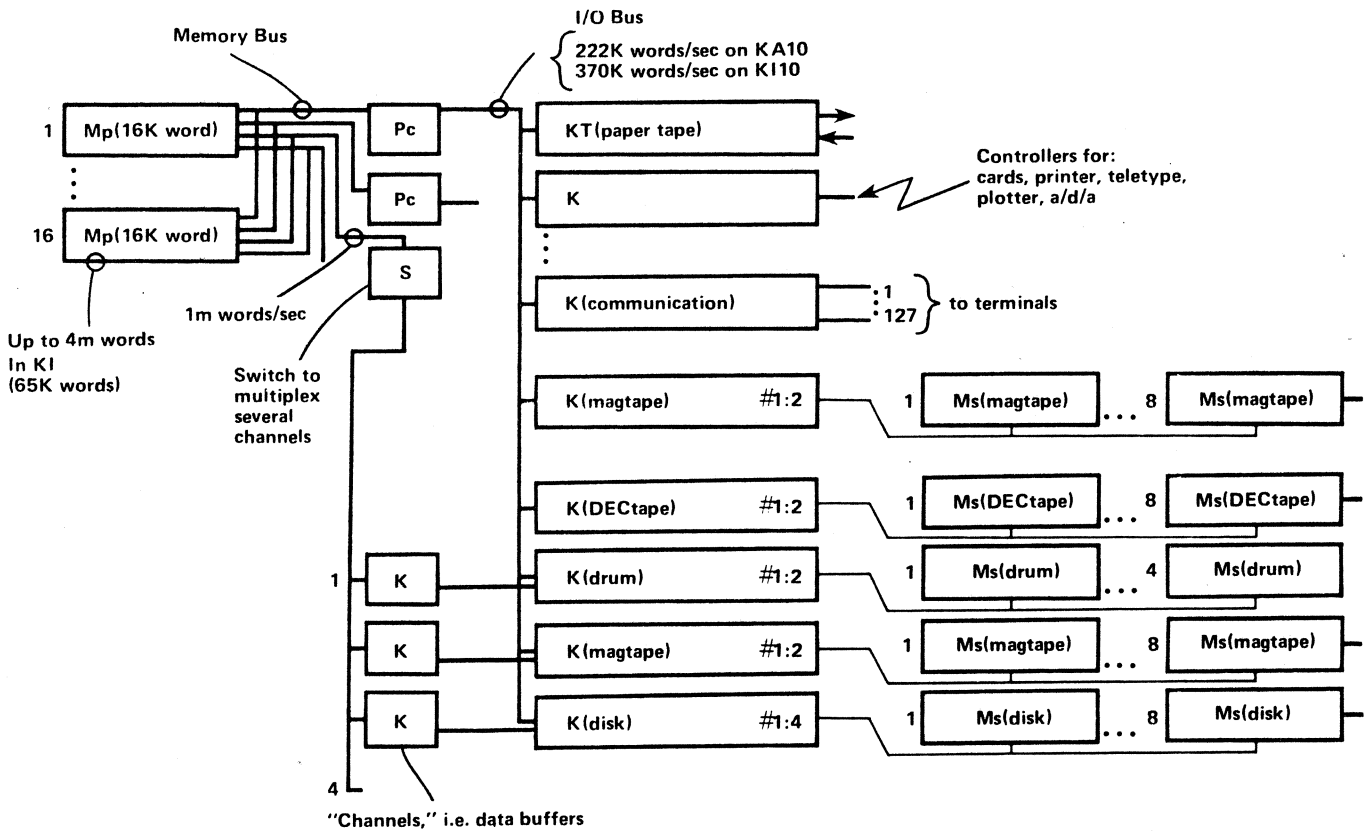 I/O Bus
222K words/sec on KA10
370K words/sec on KI10
Memory Bus
1
Mp(16K word)
Pc
KT(paper tape)
Controllers for:
cards, printer, teletype,
plotter, a/d/a
Pc
K
16
Mp(16K word)
S
1m words/sec
K(communication)
1
127
to terminals
Up to 4m words
In KI
(65K words)
Switch to
multiplex
several
channels
K(magtape) #1:2
1 Ms(magtape) ... 8 Ms(magtape)
K(DECtape) #1:2
1 Ms(DECtape) ... 8 Ms(DECtape)
1 K
K(drum) #1:2
1 Ms(drum) ... 4 Ms(drum)
K
K(magtape) #1:2
1 Ms(magtape) ... 8 Ms(magtape)
K
K(disk) #1:4
1 Ms(disk) ... 8 Ms(disk)
4
"Channels," i.e. data buffers